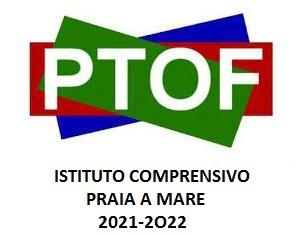 PTOF
ISTITUTO COMPRENSIVO
PRAIA A MARE
2021-2O22